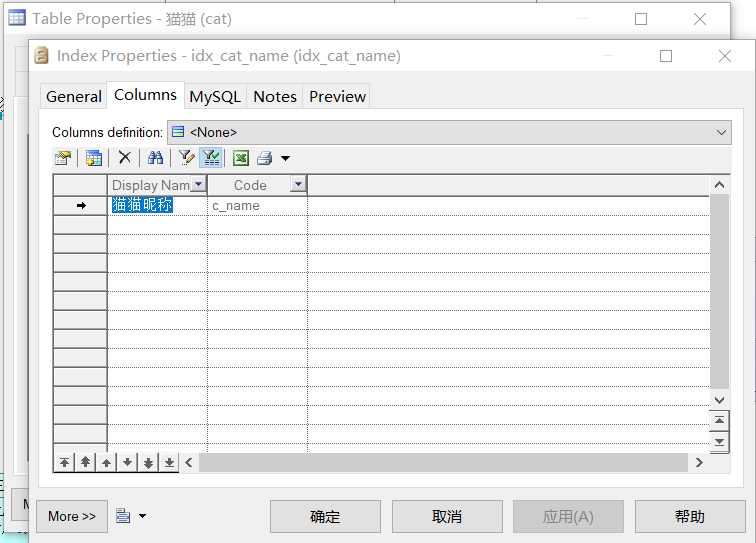 Table Properties - 猫猫 (cat)
Index Properties - idx_cat_name (idx_cat_name)
General Columns MySQL Notes Preview
Columns definition: <None>
Display Nam Code
猫猫昵称 c_name
More >> 确定 取消 应用(A) 帮助